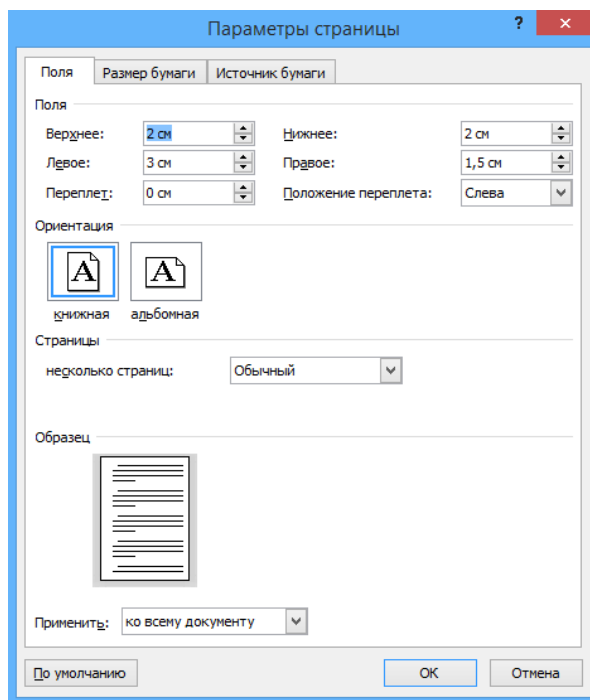 Параметры страницы ? ×
Поля Размер бумаги Источник бумаги
Поля
Верхнее: 2 см Нижнее: 2 см
Левое: 3 см Правое: 1,5 см
Переплет: 0 см Положение переплета: Слева
Ориентация
A A
книжная альбомная
Страницы
несколько страниц: Обычный
Образец
Применить: ко всему документу
По умолчанию ОК Отмена